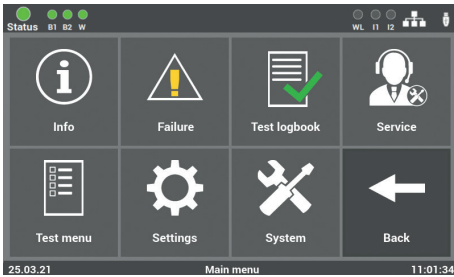 Status B1 B2 W WL I1 I2
Info Failure Test logbook Service
Test menu Settings System Back
25.03.21 Main menu 11:01:34